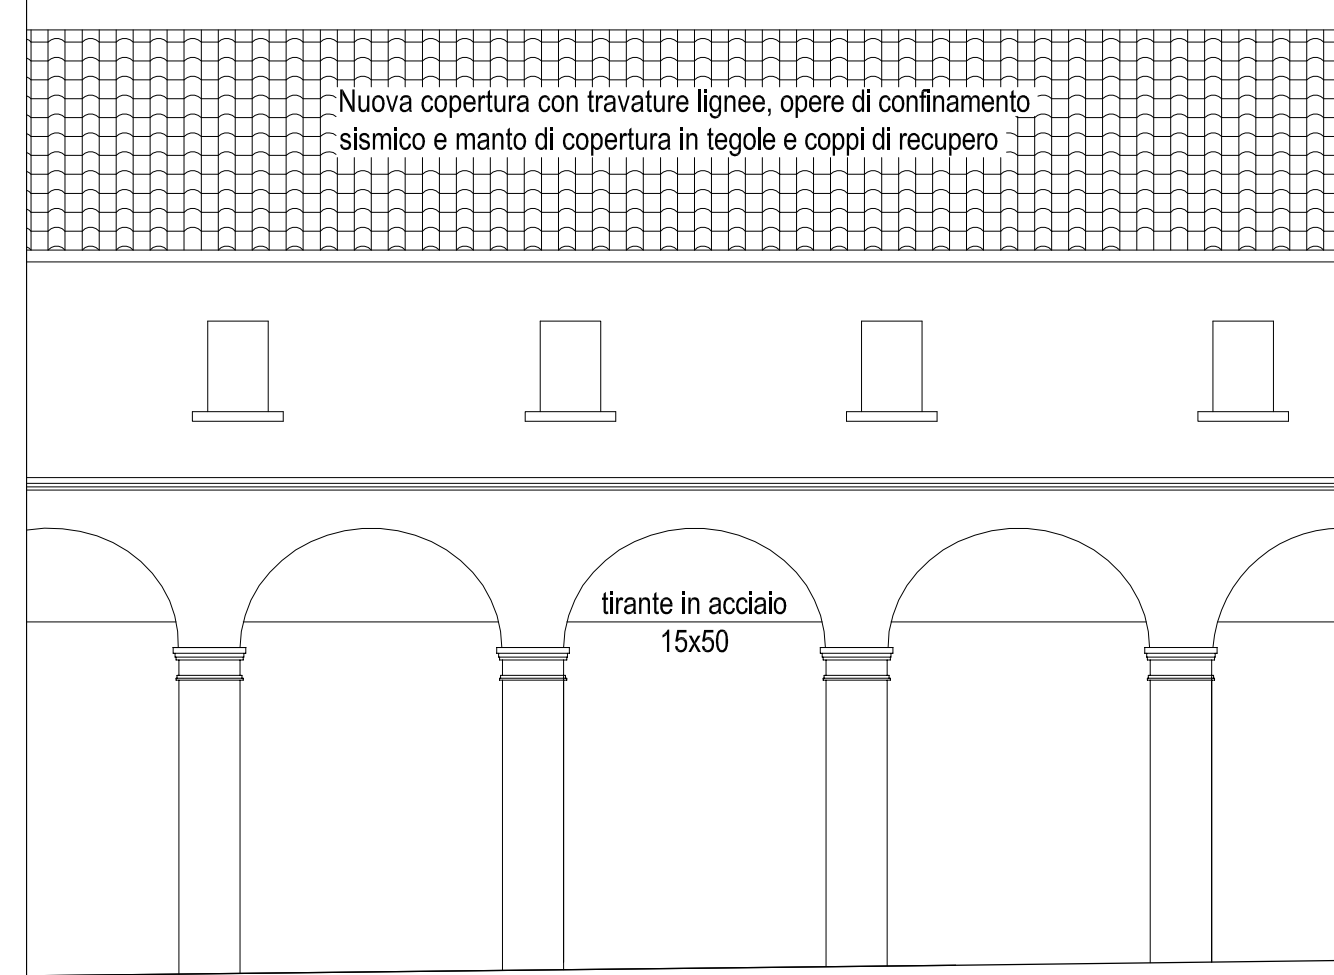 Nuova copertura con travature lignee, opere di confinamento
sismico e manto di copertura in tegole e coppi di recupero
tirante in acciaio
15x50